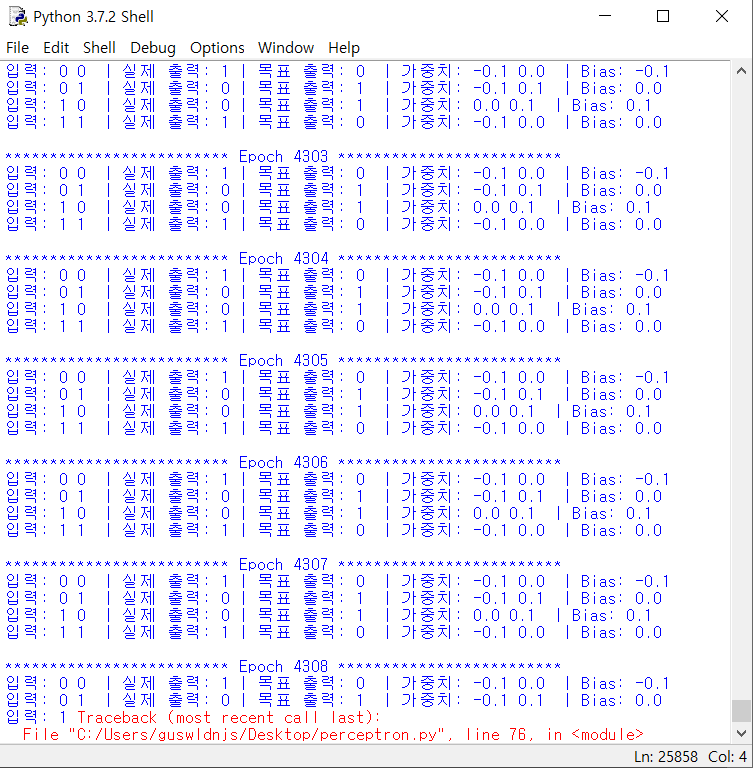 Python 3.7.2 Shell
File Edit Shell Debug Options Window Help
입력: 0 0 | 실제 출력: 1 | 목표 출력: 0 | 가중치: -0.1 0.0 | Bias: -0.1
입력: 0 1 | 실제 출력: 0 | 목표 출력: 1 | 가중치: -0.1 0.1 | Bias: 0.0
입력: 1 0 | 실제 출력: 0 | 목표 출력: 1 | 가중치: 0.0 0.1 | Bias: 0.1
입력: 1 1 | 실제 출력: 1 | 목표 출력: 0 | 가중치: -0.1 0.0 | Bias: 0.0
************************* Epoch 4303 *************************
입력: 0 0 | 실제 출력: 1 | 목표 출력: 0 | 가중치: -0.1 0.0 | Bias: -0.1
입력: 0 1 | 실제 출력: 0 | 목표 출력: 1 | 가중치: -0.1 0.1 | Bias: 0.0
입력: 1 0 | 실제 출력: 0 | 목표 출력: 1 | 가중치: 0.0 0.1 | Bias: 0.1
입력: 1 1 | 실제 출력: 1 | 목표 출력: 0 | 가중치: -0.1 0.0 | Bias: 0.0
************************* Epoch 4304 *************************
입력: 0 0 | 실제 출력: 1 | 목표 출력: 0 | 가중치: -0.1 0.0 | Bias: -0.1
입력: 0 1 | 실제 출력: 0 | 목표 출력: 1 | 가중치: -0.1 0.1 | Bias: 0.0
입력: 1 0 | 실제 출력: 0 | 목표 출력: 1 | 가중치: 0.0 0.1 | Bias: 0.1
입력: 1 1 | 실제 출력: 1 | 목표 출력: 0 | 가중치: -0.1 0.0 | Bias: 0.0
************************* Epoch 4305 *************************
입력: 0 0 | 실제 출력: 1 | 목표 출력: 0 | 가중치: -0.1 0.0 | Bias: -0.1
입력: 0 1 | 실제 출력: 0 | 목표 출력: 1 | 가중치: -0.1 0.1 | Bias: 0.0
입력: 1 0 | 실제 출력: 0 | 목표 출력: 1 | 가중치: 0.0 0.1 | Bias: 0.1
입력: 1 1 | 실제 출력: 1 | 목표 출력: 0 | 가중치: -0.1 0.0 | Bias: 0.0
************************* Epoch 4306 *************************
입력: 0 0 | 실제 출력: 1 | 목표 출력: 0 | 가중치: -0.1 0.0 | Bias: -0.1
입력: 0 1 | 실제 출력: 0 | 목표 출력: 1 | 가중치: -0.1 0.1 | Bias: 0.0
입력: 1 0 | 실제 출력: 0 | 목표 출력: 1 | 가중치: 0.0 0.1 | Bias: 0.1
입력: 1 1 | 실제 출력: 1 | 목표 출력: 0 | 가중치: -0.1 0.0 | Bias: 0.0
************************* Epoch 4307 *************************
입력: 0 0 | 실제 출력: 1 | 목표 출력: 0 | 가중치: -0.1 0.0 | Bias: -0.1
입력: 0 1 | 실제 출력: 0 | 목표 출력: 1 | 가중치: -0.1 0.1 | Bias: 0.0
입력: 1 0 | 실제 출력: 0 | 목표 출력: 1 | 가중치: 0.0 0.1 | Bias: 0.1
입력: 1 1 | 실제 출력: 1 | 목표 출력: 0 | 가중치: -0.1 0.0 | Bias: 0.0
************************* Epoch 4308 *************************
입력: 0 0 | 실제 출력: 1 | 목표 출력: 0 | 가중치: -0.1 0.0 | Bias: -0.1
입력: 0 1 | 실제 출력: 0 | 목표 출력: 1 | 가중치: -0.1 0.1 | Bias: 0.0
입력: 1 Traceback (most recent call last):
File "C:/Users/guswldnjs/Desktop/perceptron.py", line 76, in <module>
Ln: 25858 Col: 4